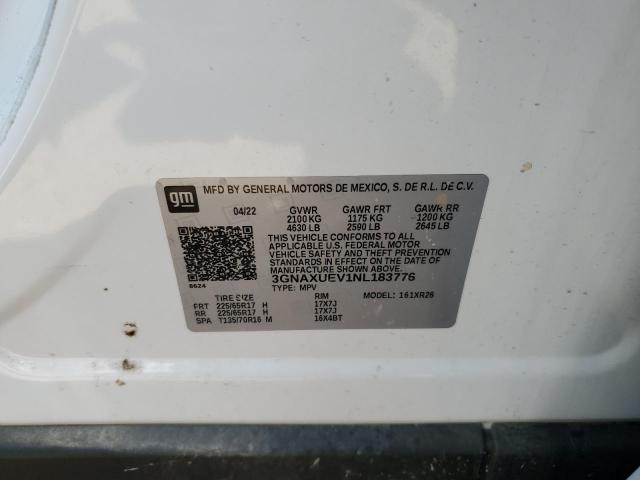 gm
MFD BY GENERAL MOTORS DE MEXICO, S. DE R.L. DE C.V.
04/22 GVWR GAWR FRT GAWR RR
2100 KG 1175 KG 1200 KG
4630 LB 2590 LB 2645 LB
THIS VEHICLE CONFORMS TO ALL
APPLICABLE U.S. FEDERAL MOTOR
VEHICLE SAFETY AND THEFT
PREVENTION STANDARDS IN EFFECT ON
THE DATE OF MANUFACTURE SHOWN ABOVE.
3GNAXUEV1NL183776
8624
TYPE: MPV MODEL: 161XR26
TIRE SIZE RIM
FRT 225/65R17 H 17X7J
RR 225/65R17 H 17X7J
SPA T135/70R16 M 16X4BT